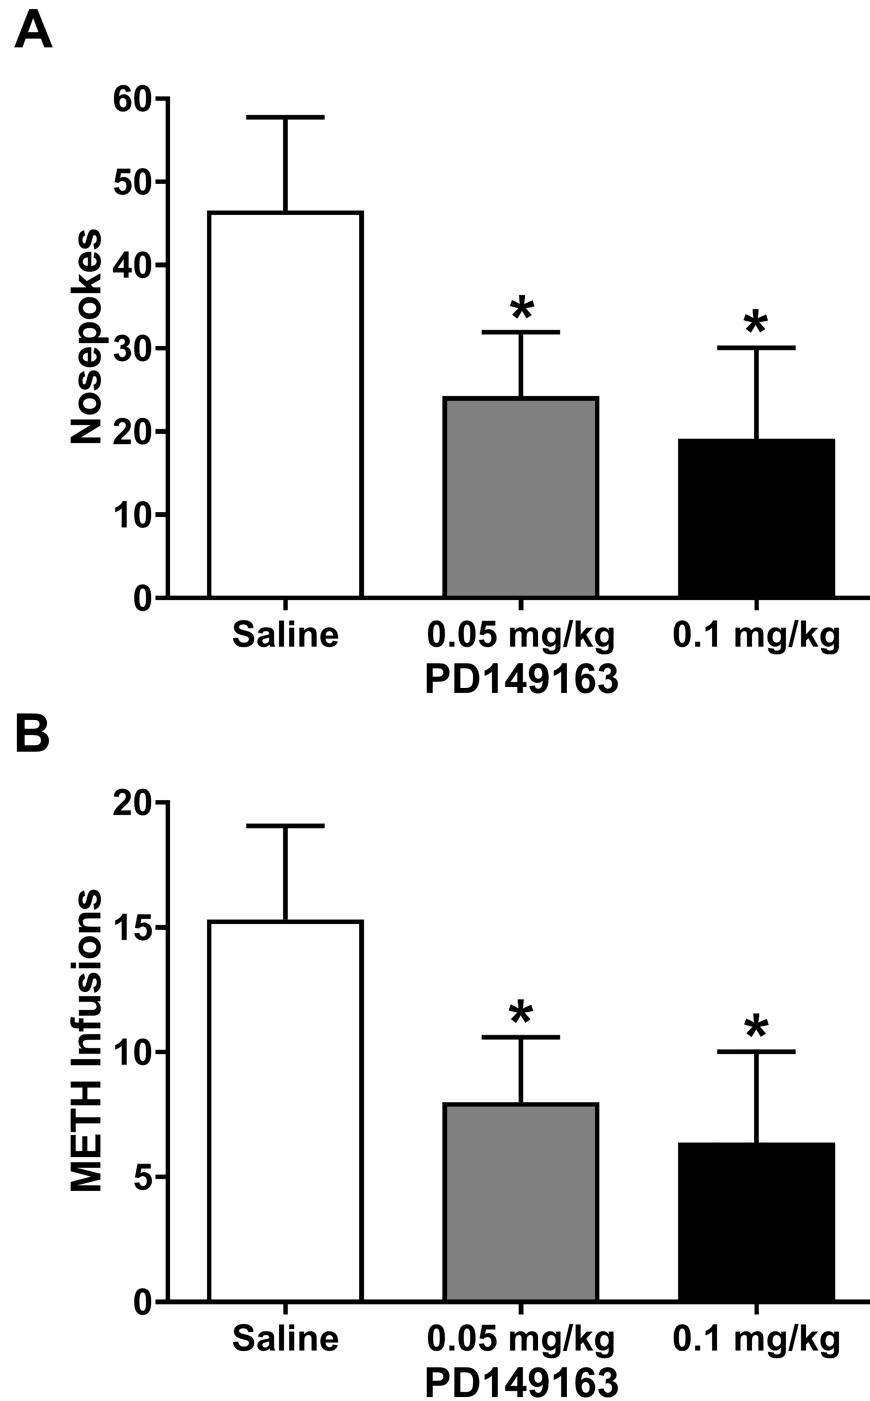 A
60
50
40
30
20
10
0
Nosepokes
*
*
Saline
0.05 mg/kg
0.1 mg/kg
PD149163
B
20
15
10
5
0
METH Infusions
*
*
Saline
0.05 mg/kg
0.1 mg/kg
PD149163